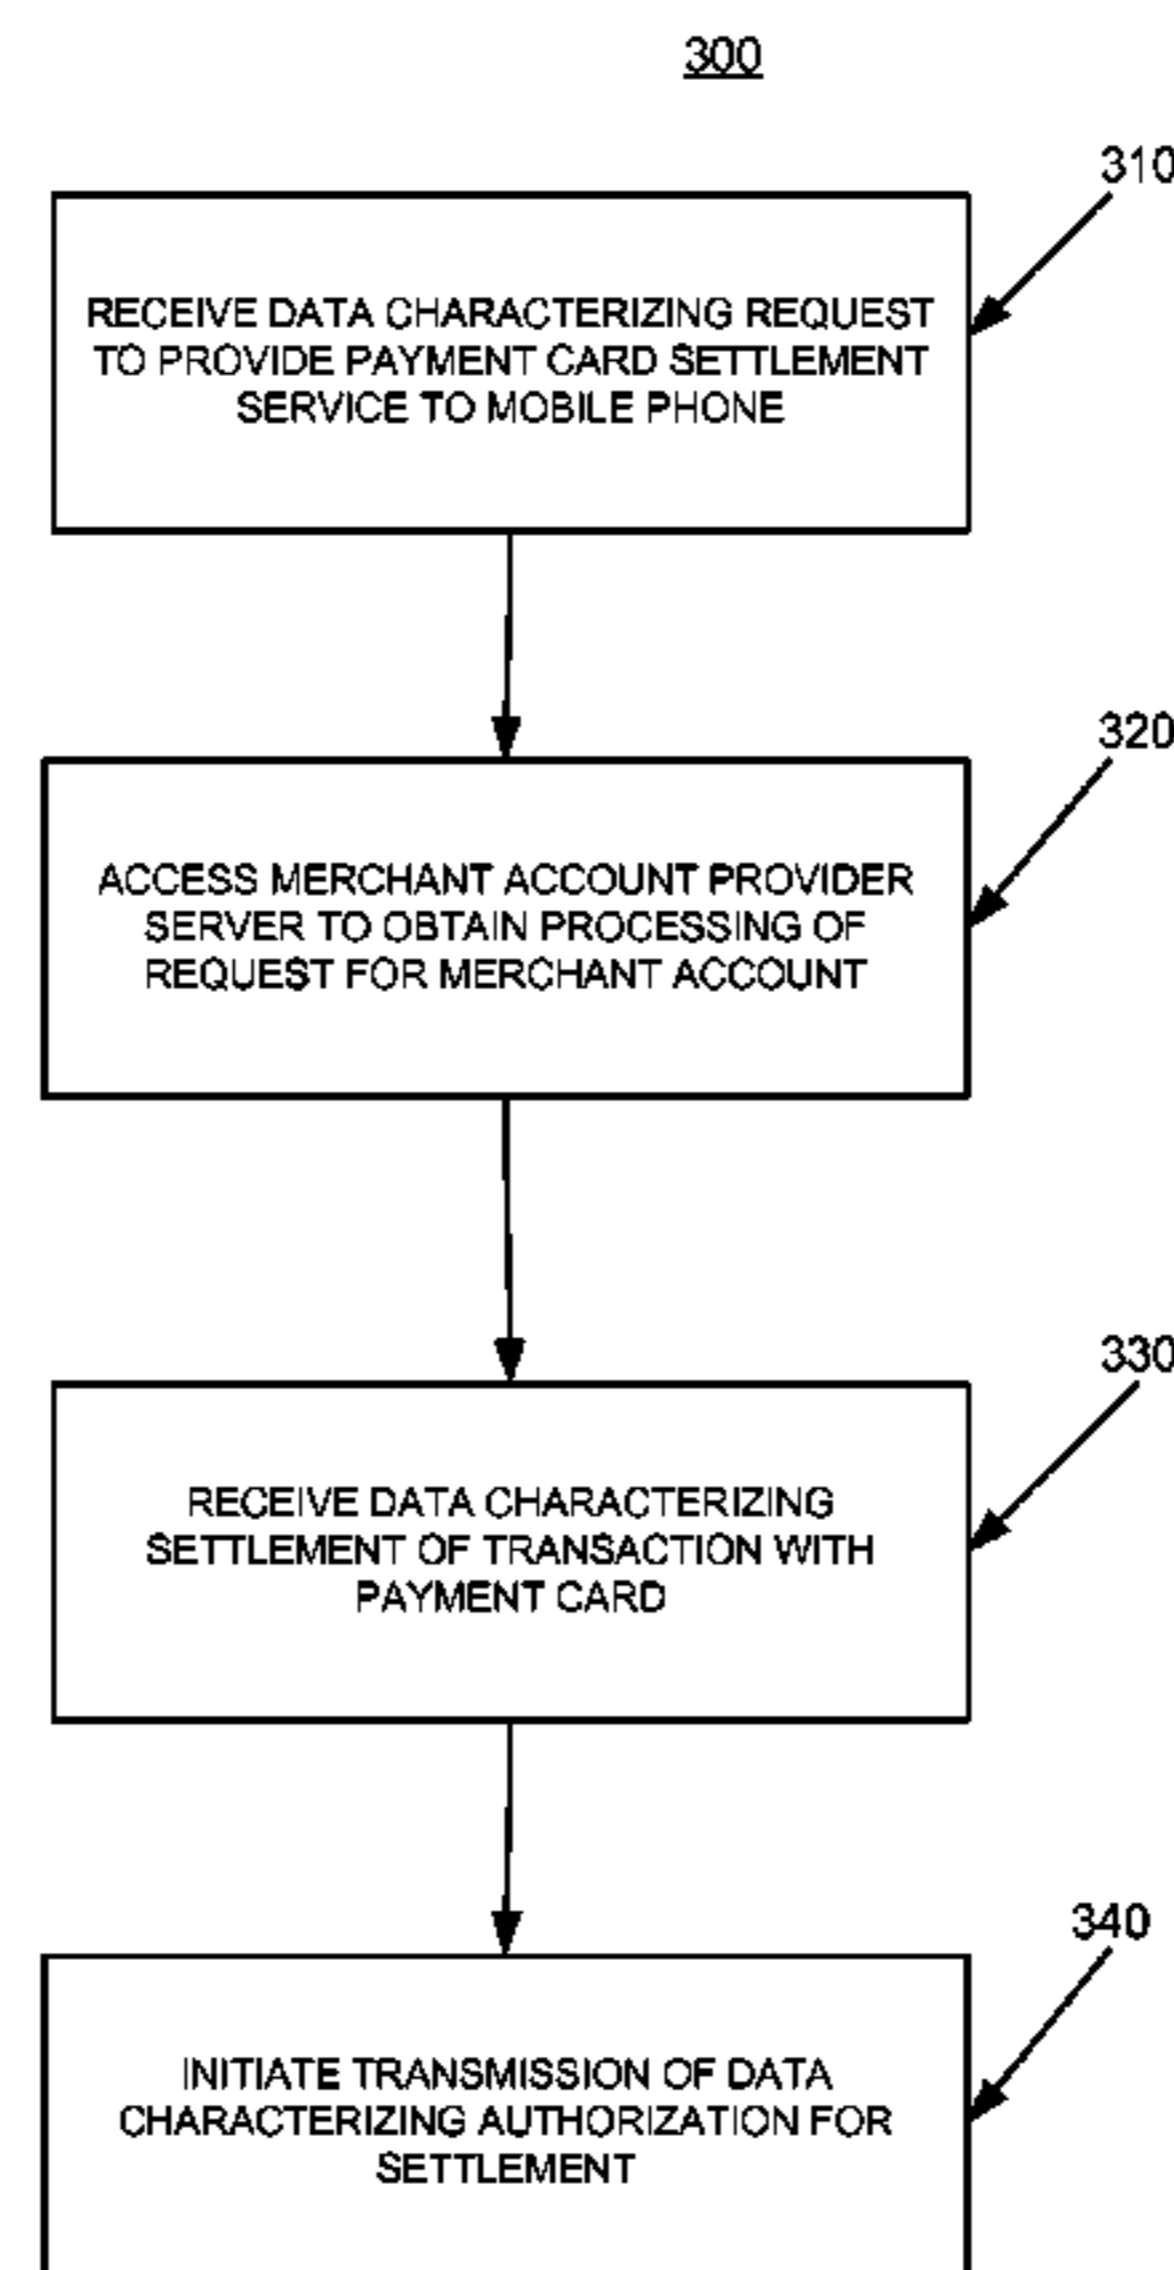 300
310
RECEIVE DATA CHARACTERIZING REQUEST
TO PROVIDE PAYMENT CARD SETTLEMENT
SERVICE TO MOBILE PHONE
320
ACCESS MERCHANT ACCOUNT PROVIDER
SERVER TO OBTAIN PROCESSING OF
REQUEST FOR MERCHANT ACCOUNT
330
RECEIVE DATA CHARACTERIZING
SETTLEMENT OF TRANSACTION WITH
PAYMENT CARD
340
INITIATE TRANSMISSION OF DATA
CHARACTERIZING AUTHORIZATION FOR
SETTLEMENT